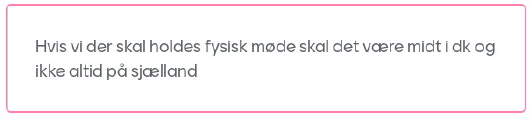 Hvis vi der skal holdes fysisk møde skal det være midt i dk og
ikke altid på sjælland